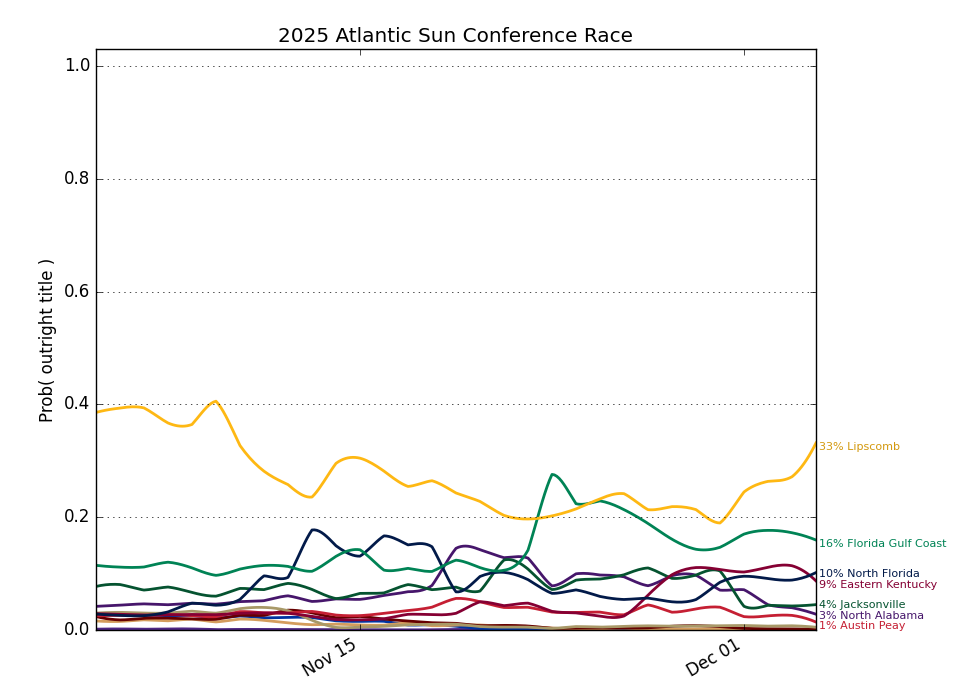 2025 Atlantic Sun Conference Race
Prob( outright title )
1.0
0.8
0.6
0.4
0.2
0.0
Nov 15
Dec 01
33% Lipscomb
16% Florida Gulf Coast
10% North Florida
9% Eastern Kentucky
4% Jacksonville
3% North Alabama
1% Austin Peay